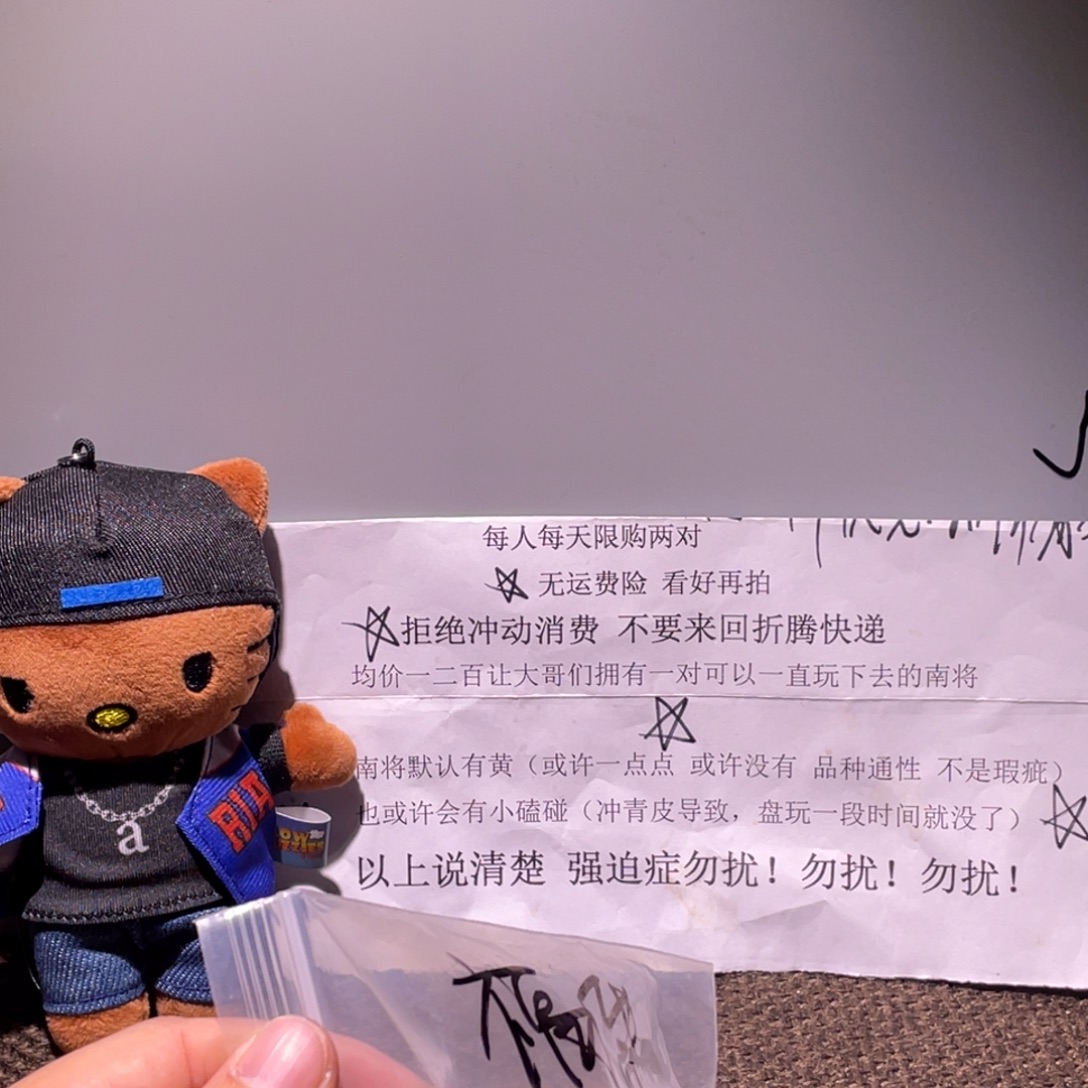 每人每天限购两对
无运费险 看好再拍
拒绝冲动消费 不要来回折腾快递
均价一二百让大哥们拥有一对可以一直玩下去的南将
南将默认有黄（或许一点点 或许没有 品种通性 不是瑕疵）
也或许会有小磕碰（冲青皮导致，盘玩一段时间就没了）
以上说清楚 强迫症勿扰！勿扰！勿扰！
a